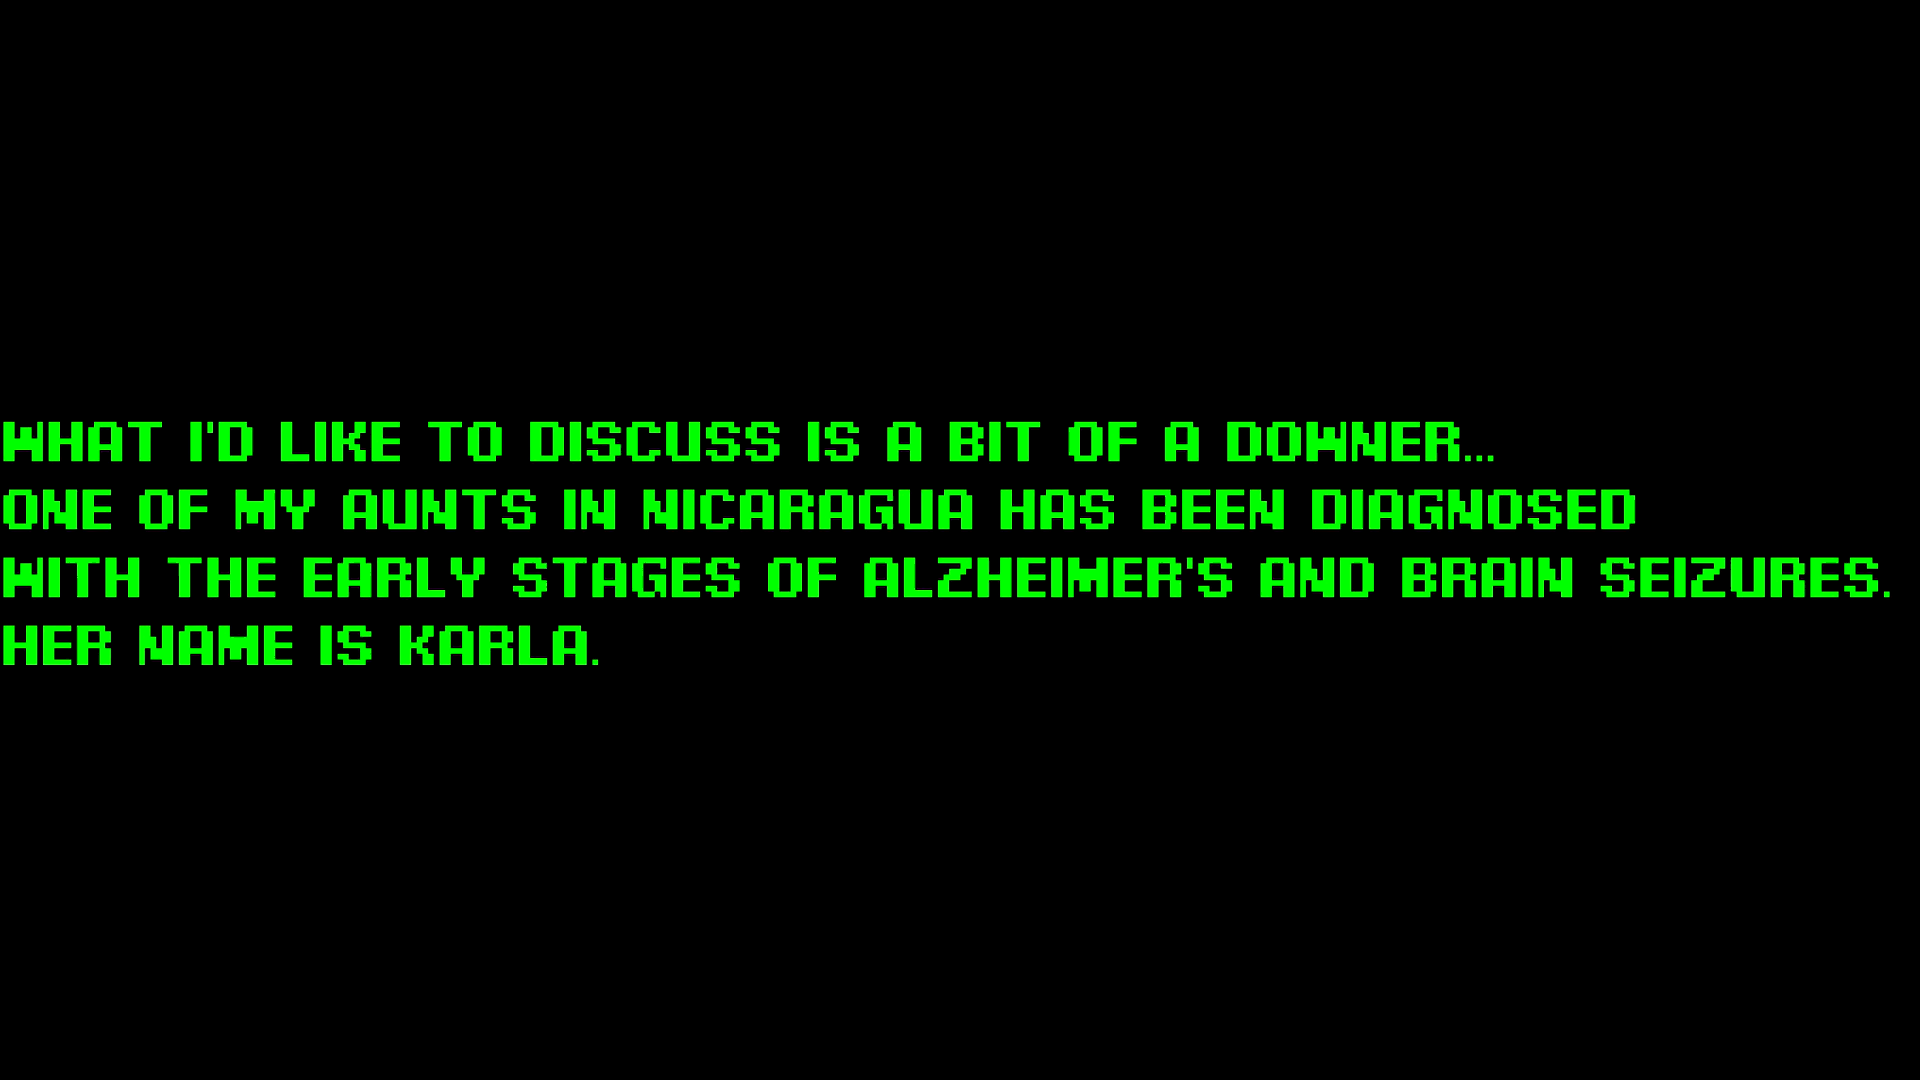 WHAT I'D LIKE TO DISCUSS IS A BIT OF A DOWNER...
ONE OF MY AUNTS IN NICARAGUA HAS BEEN DIAGNOSED
WITH THE EARLY STAGES OF ALZHEIMER'S AND BRAIN SEIZURES.
HER NAME IS KARLA.